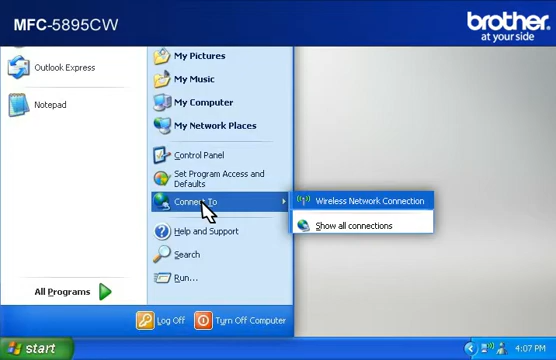 MFC-5895CW
brother
at your side
Outlook Express
Notepad
All Programs
My Pictures
My Music
My Computer
My Network Places
Control Panel
Set Program Access and
Defaults
Connect To
Help and Support
Search
Run...
Wireless Network Connection
Show all connections
Log Off
Turn Off Computer
start
4:07 PM